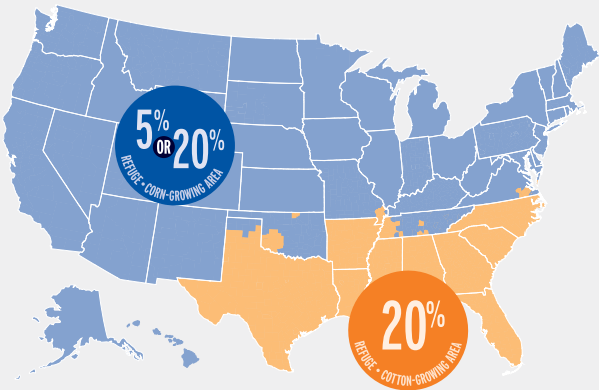 5%
OR
20%
REFUGE • CORN-GROWING AREA
20%
REFUGE • COTTON-GROWING AREA